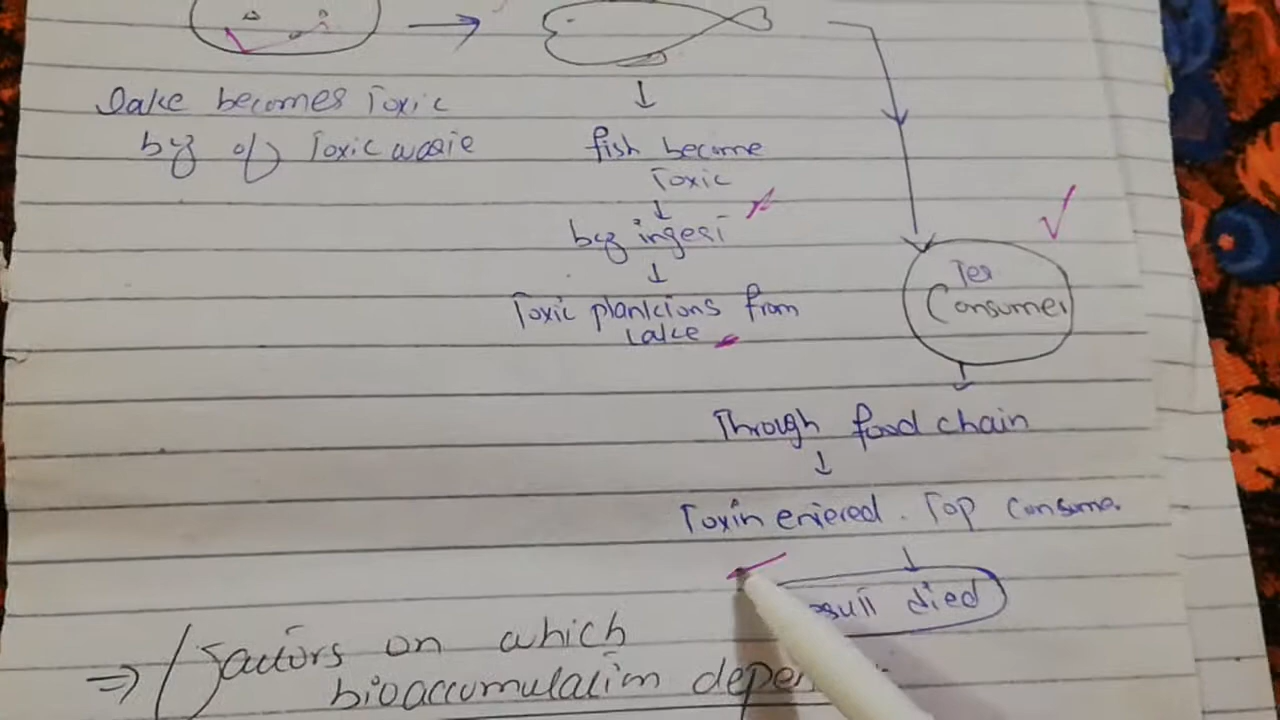 Lake becomes Toxic
by of Toxic waste
fish become
Toxic
by ingest
Toxic planktons from
Lake
Ter
Consumer
Through food chain
Toxin entered. Top Consume.
died
⇒ Factors on which
bioaccumulation